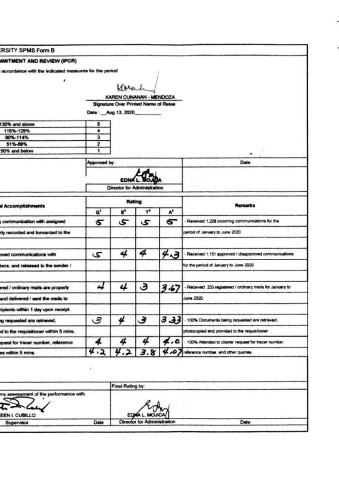 ERSITY SPMS Form B
MMITMENT AND REVIEW (IPCR)
accordance with the indicated measures for the period
KAREN CUNANAN - MENDOZA
Signature Over Printed Name of Ratee
Date : Aug 13, 2020
130% and above 5
115%-129% 4
90%-114% 3
51%-89% 2
50% and below 1
Approved by: Date
EDNA L. MOJICA
Director for Administration
l Accomplishments Rating Remarks
Q1 E2 T3 A4
communication with assigned 5 5 5 5 - Received 1,228 incoming communications for the
rly recorded and forwarded to the period of January to June 2020
oved communications with 5 4 4 4.3 - Received 1,151 approved / disapproved communications
bers, and released to the sender / for the period of January to June 2020
ered / ordinary mails are properly 4 4 3 3.67 - Received 233 registered / ordinary mails for January to
and delivered / sent the mails to June 2020
ipients within 1 day upon receipt.
ng requested are retrieved, 3 4 3 3.33 - 100% Documents being requested are retrieved,
d to the requisitioner within 5 mins. photocopied and provided to the requisitioner
quest for tracer number, reference 4 4 4 4.0 - 100% Attended to clients' request for tracer number,
es within 5 mins. 4.2 4.2 3.8 4.07 reference number, and other queries.
Final Rating by:
my assessment of the performance with
EEN I. CUBILLO EDNA L. MOJICA
Supervisor Date Director for Administration Date